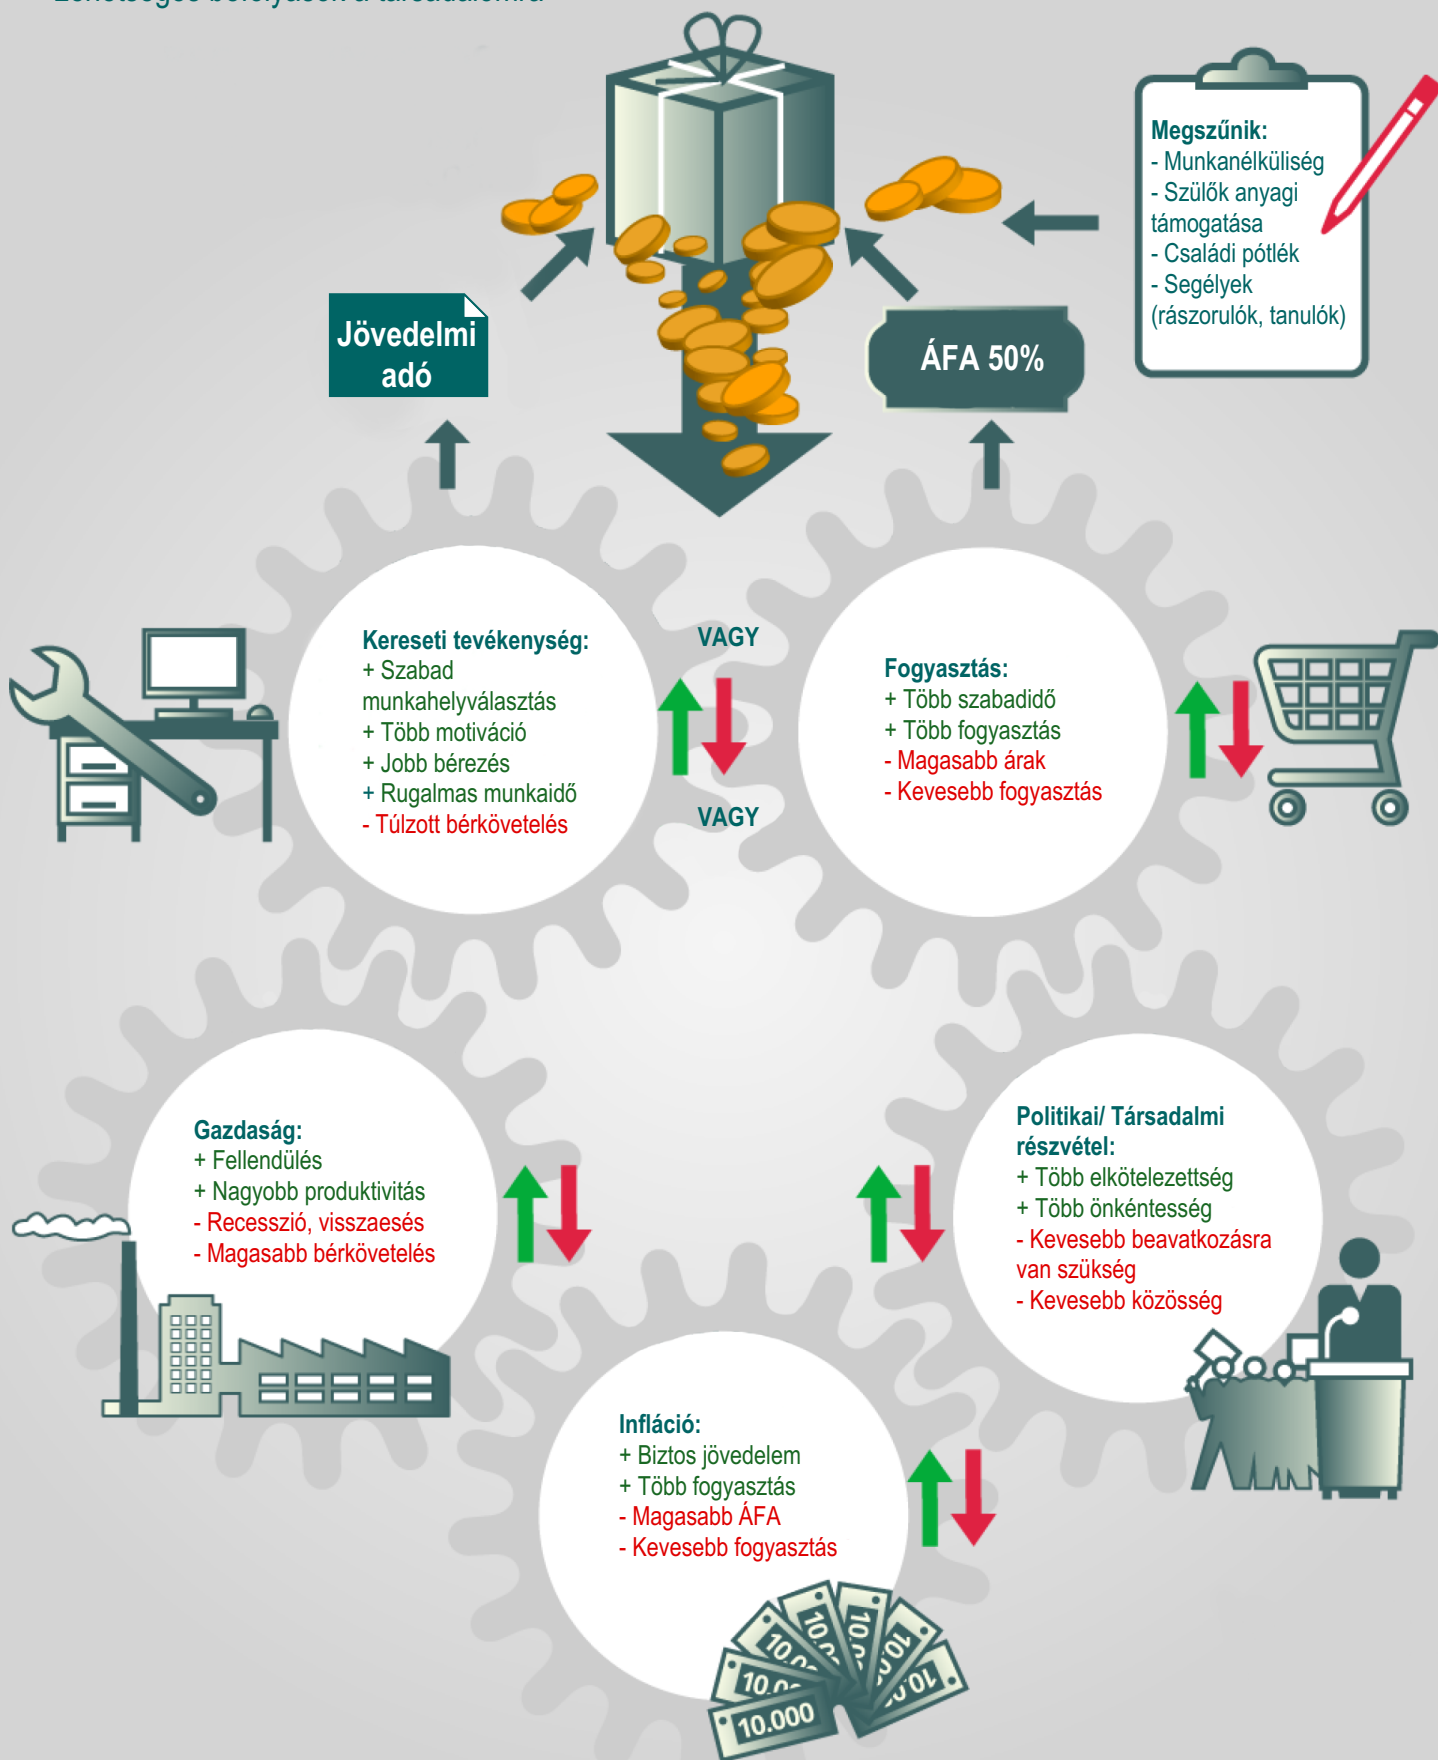 Lehetséges befolyások a társadalomra
Megszűnik:
- Munkanélküliség
- Szülők anyagi
támogatása
- Családi pótlék
- Segélyek
(rászorulók, tanulók)
Jövedelmi
adó
ÁFA 50%
Kereseti tevékenység:
+ Szabad
munkahelyválasztás
+ Több motiváció
+ Jobb bérezés
+ Rugalmas munkaidő
- Túlzott bérkövetelés
VAGY
VAGY
Fogyasztás:
+ Több szabadidő
+ Több fogyasztás
- Magasabb árak
- Kevesebb fogyasztás
Gazdaság:
+ Fellendülés
+ Nagyobb produktivitás
- Recesszió, visszaesés
- Magasabb bérkövetelés
Politikai/ Társadalmi
részvétel:
+ Több elkötelezettség
+ Több önkéntesség
- Kevesebb beavatkozásra
van szükség
- Kevesebb közösség
Infláció:
+ Biztos jövedelem
+ Több fogyasztás
- Magasabb ÁFA
- Kevesebb fogyasztás
10.000